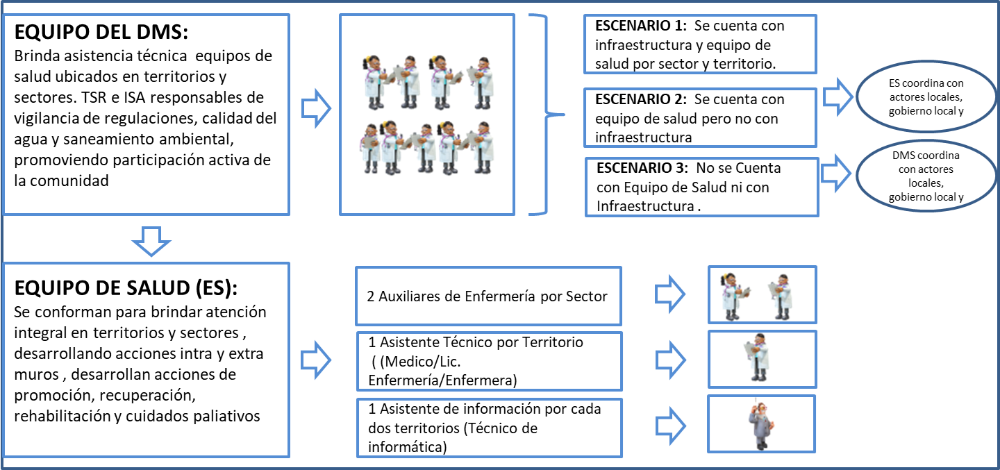 EQUIPO DEL DMS:
Brinda asistencia técnica equipos de
salud ubicados en territorios y
sectores. TSR e ISA responsables de
vigilancia de regulaciones, calidad del
agua y saneamiento ambiental,
promoviendo participación activa de
la comunidad
ESCENARIO 1: Se cuenta con
infraestructura y equipo de
salud por sector y territorio.
ESCENARIO 2: Se cuenta con
equipo de salud pero no con
infraestructura
ESCENARIO 3: No se Cuenta
con Equipo de Salud ni con
Infraestructura .
ES coordina con
actores locales,
gobierno local y
DMS coordina
con actores
locales,
gobierno local y
EQUIPO DE SALUD (ES):
Se conforman para brindar atención
integral en territorios y sectores ,
desarrollando acciones intra y extra
muros , desarrollan acciones de
promoción, recuperación,
rehabilitación y cuidados paliativos
2 Auxiliares de Enfermería por Sector
1 Asistente Técnico por Territorio
( (Medico/Lic.
Enfermería/Enfermera)
1 Asistente de información por cada
dos territorios (Técnico de
informática)